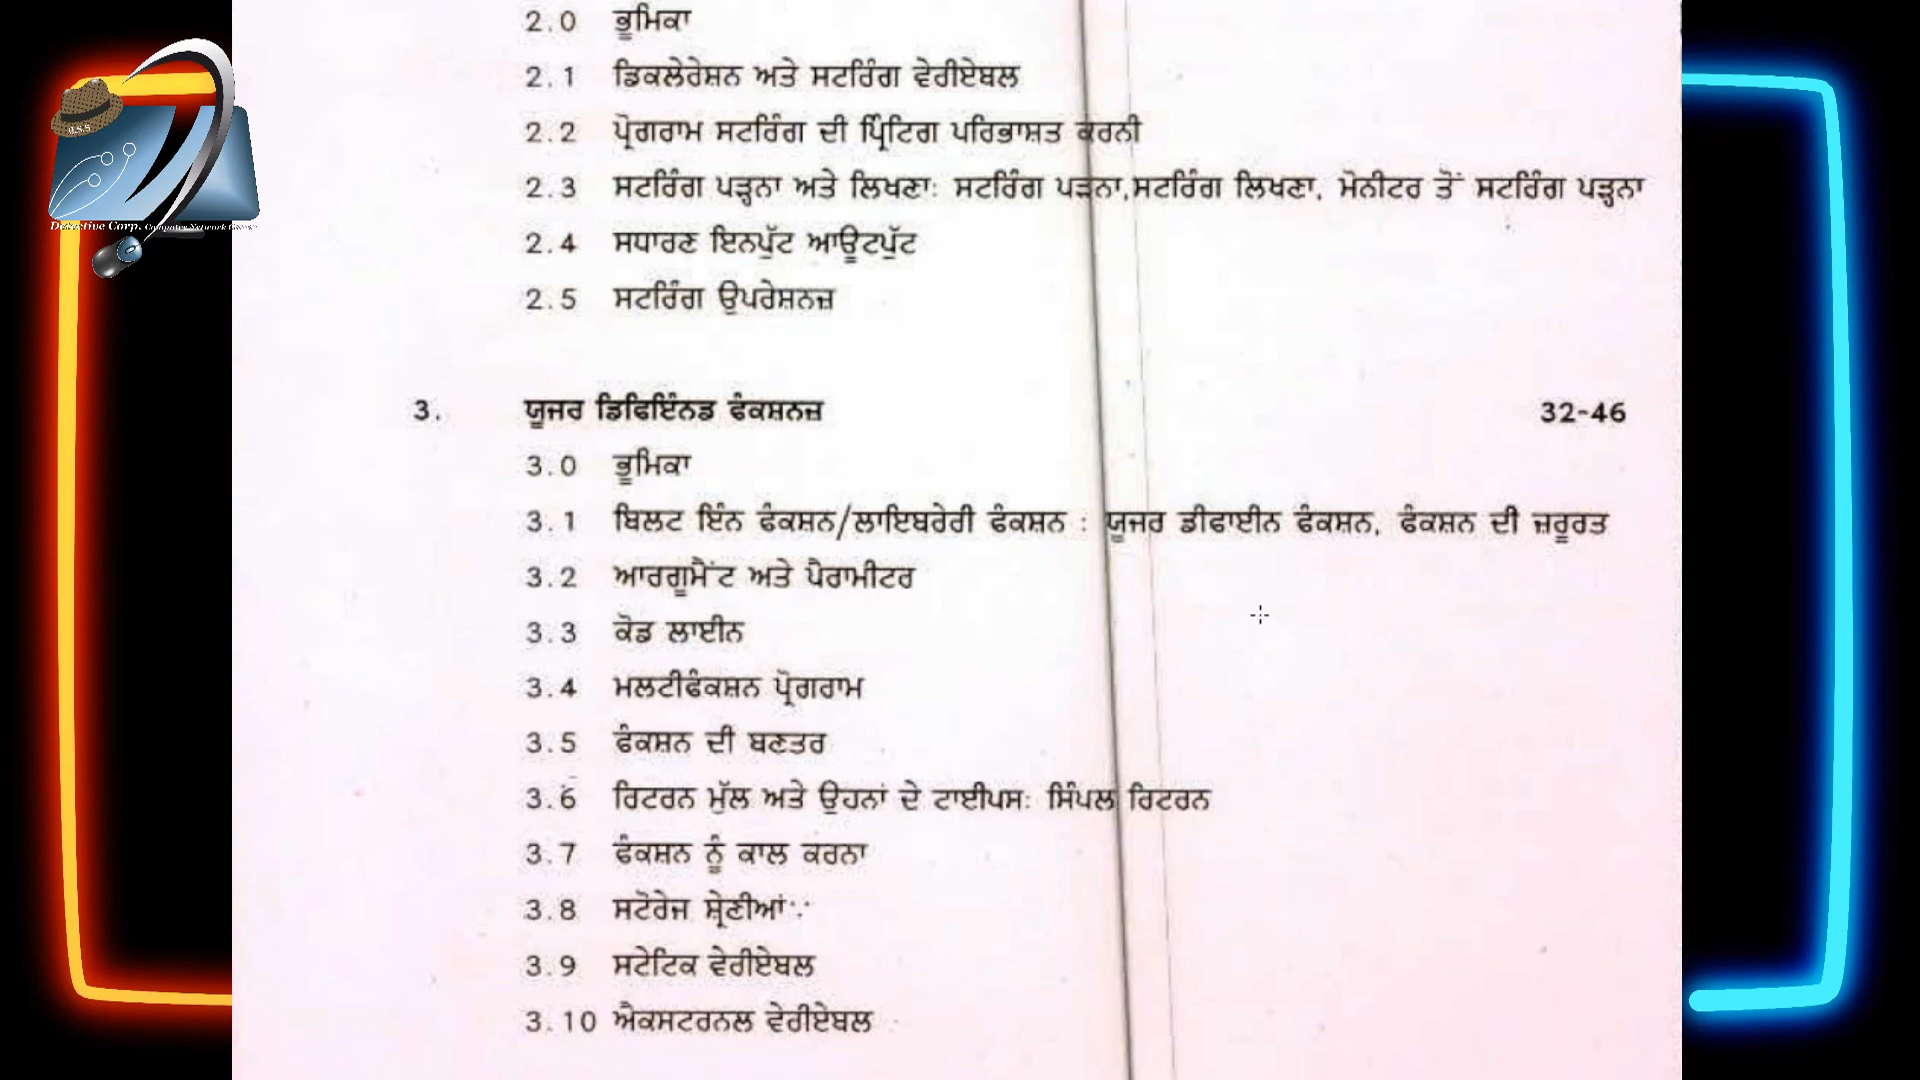 2.0 ਭੂਮਿਕਾ
2.1 ਡਿਕਲੇਰੇਸ਼ਨ ਅਤੇ ਸਟਰਿੰਗ ਵੇਰੀਏਬਲ
2.2 ਪ੍ਰੋਗਰਾਮ ਸਟਰਿੰਗ ਦੀ ਪ੍ਰਿੰਟਿਗ ਪਰਿਭਾਸ਼ਤ ਕਰਨੀ
2.3 ਸਟਰਿੰਗ ਪੜ੍ਹਨਾ ਅਤੇ ਲਿਖਣਾ: ਸਟਰਿੰਗ ਪੜਨਾ,ਸਟਰਿੰਗ ਲਿਖਣਾ, ਮੋਨੀਟਰ ਤੋਂ ਸਟਰਿੰਗ ਪੜ੍ਹਨਾ
2.4 ਸਧਾਰਣ ਇਨਪੁੱਟ ਆਊਟਪੁੱਟ
2.5 ਸਟਰਿੰਗ ਉਪਰੇਸ਼ਨਜ਼
3. ਯੂਜਰ ਡਿਫਿਇੰਨਡ ਫੰਕਸ਼ਨਜ਼ 32-46
3.0 ਭੂਮਿਕਾ
3.1 ਬਿਲਟ ਇੰਨ ਫੰਕਸ਼ਨ/ਲਾਇਬਰੇਰੀ ਫੰਕਸ਼ਨ : ਯੂਜਰ ਡੀਫਾਈਨ ਫੰਕਸ਼ਨ, ਫੰਕਸ਼ਨ ਦੀ ਜ਼ਰੂਰਤ
3.2 ਆਰਗੂਮੈਂਟ ਅਤੇ ਪੈਰਾਮੀਟਰ
3.3 ਕੋਡ ਲਾਈਨ
3.4 ਮਲਟੀਫੰਕਸ਼ਨ ਪ੍ਰੋਗਰਾਮ
3.5 ਫੰਕਸ਼ਨ ਦੀ ਬਣਤਰ
3.6 ਰਿਟਰਨ ਮੁੱਲ ਅਤੇ ਉਹਨਾਂ ਦੇ ਟਾਈਪਸ: ਸਿੰਪਲ ਰਿਟਰਨ
3.7 ਫੰਕਸ਼ਨ ਨੂੰ ਕਾਲ ਕਰਨਾ
3.8 ਸਟੋਰੇਜ ਸ਼੍ਰੇਣੀਆਂ
3.9 ਸਟੇਟਿਕ ਵੇਰੀਏਬਲ
3.10 ਐਕਸਟਰਨਲ ਵੇਰੀਏਬਲ